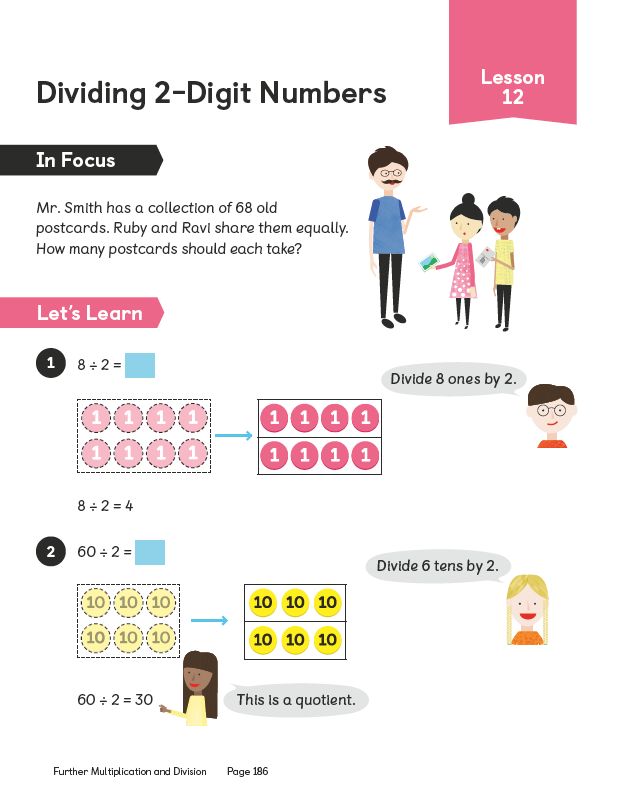 Dividing 2-Digit Numbers
Lesson
12
In Focus
Mr. Smith has a collection of 68 old
postcards. Ruby and Ravi share them equally.
How many postcards should each take?
Let's Learn
1
8 ÷ 2 =
Divide 8 ones by 2.
1 1 1 1 1 1 1 1
1 1 1 1 1 1 1 1
8 ÷ 2 = 4
2
60 ÷ 2 =
Divide 6 tens by 2.
10 10 10 10 10 10
10 10 10 10 10 10
60 ÷ 2 = 30
This is a quotient.
Further Multiplication and Division Page 186